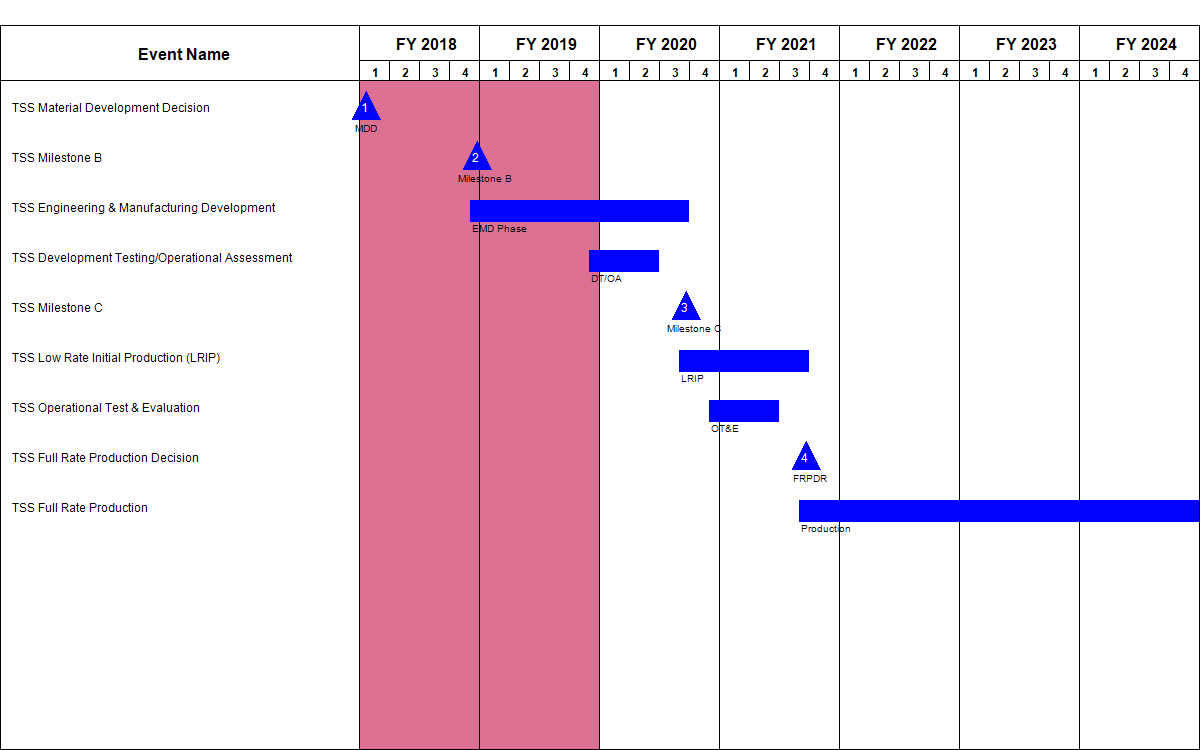 Event Name
FY 2018 FY 2019 FY 2020 FY 2021 FY 2022 FY 2023 FY 2024
1 2 3 4 1 2 3 4 1 2 3 4 1 2 3 4 1 2 3 4 1 2 3 4 1 2 3 4
TSS Material Development Decision
1
MDD
TSS Milestone B
2
Milestone B
TSS Engineering & Manufacturing Development
EMD Phase
TSS Development Testing/Operational Assessment
DT/OA
TSS Milestone C
3
Milestone C
TSS Low Rate Initial Production (LRIP)
LRIP
TSS Operational Test & Evaluation
OT&E
TSS Full Rate Production Decision
4
FRPDR
TSS Full Rate Production
Production